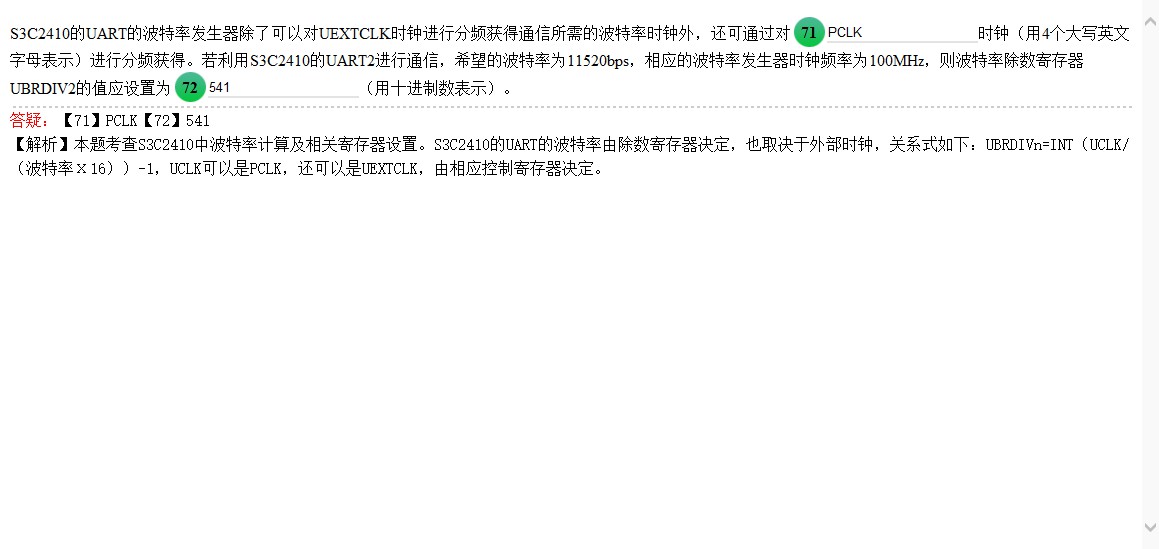 S3C2410的UART的波特率发生器除了可以对UEXTCLK时钟进行分频获得通信所需的波特率时钟外，还可通过对 71 PCLK 时钟（用4个大写英文
字母表示）进行分频获得。若利用S3C2410的UART2进行通信，希望的波特率为11520bps，相应的波特率发生器时钟频率为100MHz，则波特率除数寄存器
UBRDIV2的值应设置为 72 541 （用十进制数表示）。
答疑：【71】PCLK【72】541
【解析】本题考查S3C2410中波特率计算及相关寄存器设置。S3C2410的UART的波特率由除数寄存器决定，也取决于外部时钟，关系式如下：UBRDIVn=INT（UCLK/
（波特率Ｘ16））-1，UCLK可以是PCLK，还可以是UEXTCLK，由相应控制寄存器决定。